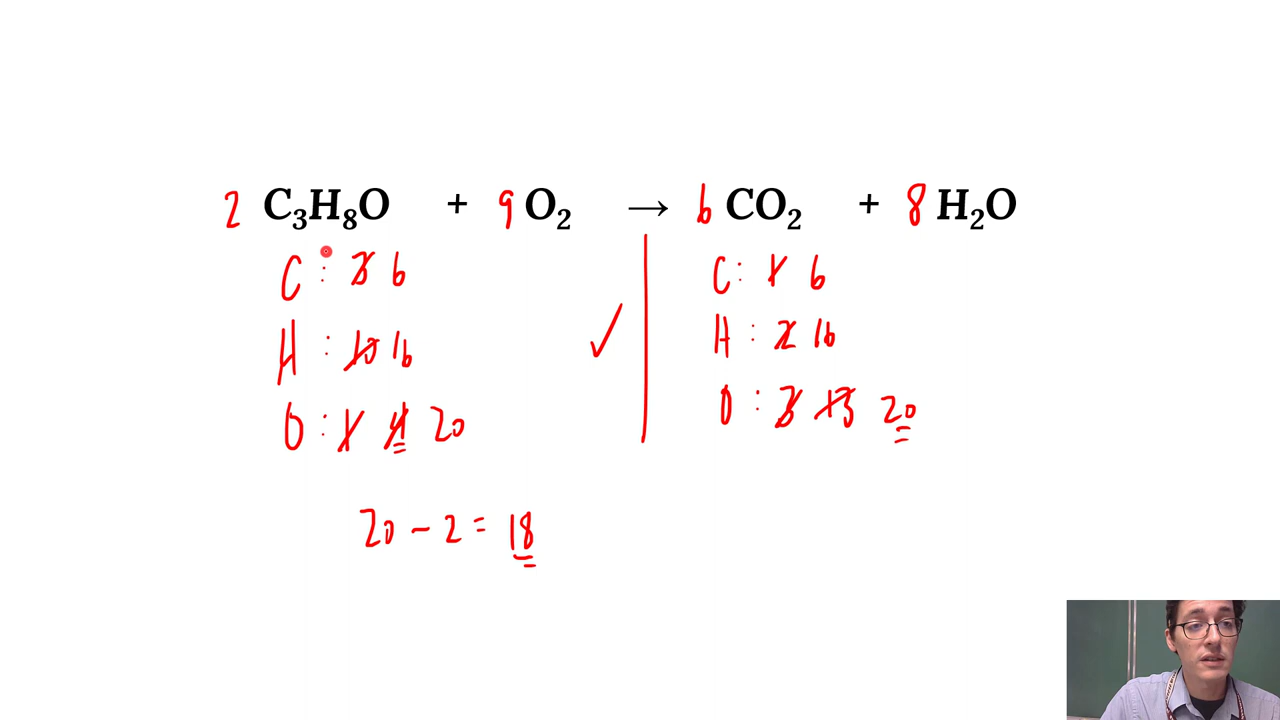 2 C₃H₈O + 9 O₂ → 6 CO₂ + 8 H₂O
C : 3 6
C : 1 6
H : 16
H : 2 16
✓
O : 1 4 20
O : 3 13 20
20 - 2 = 18